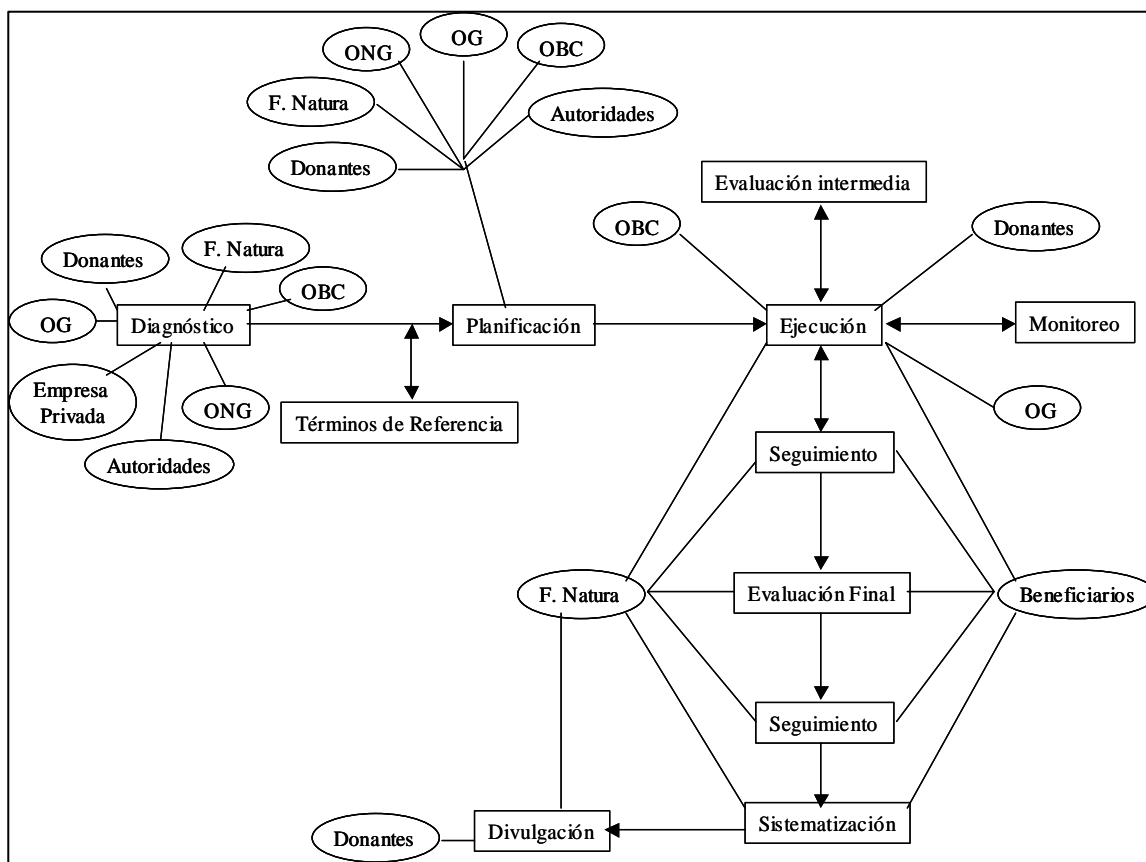 OG
ONG
OBC
F. Natura
Autoridades
Donantes
Evaluación intermedia
OBC
Donantes
F. Natura
Donantes
OBC
OG
Diagnóstico
Planificación
Ejecución
Monitoreo
Empresa
Privada
ONG
Términos de Referencia
OG
Autoridades
Seguimiento
F. Natura
Evaluación Final
Beneficiarios
Seguimiento
Donantes
Divulgación
Sistematización